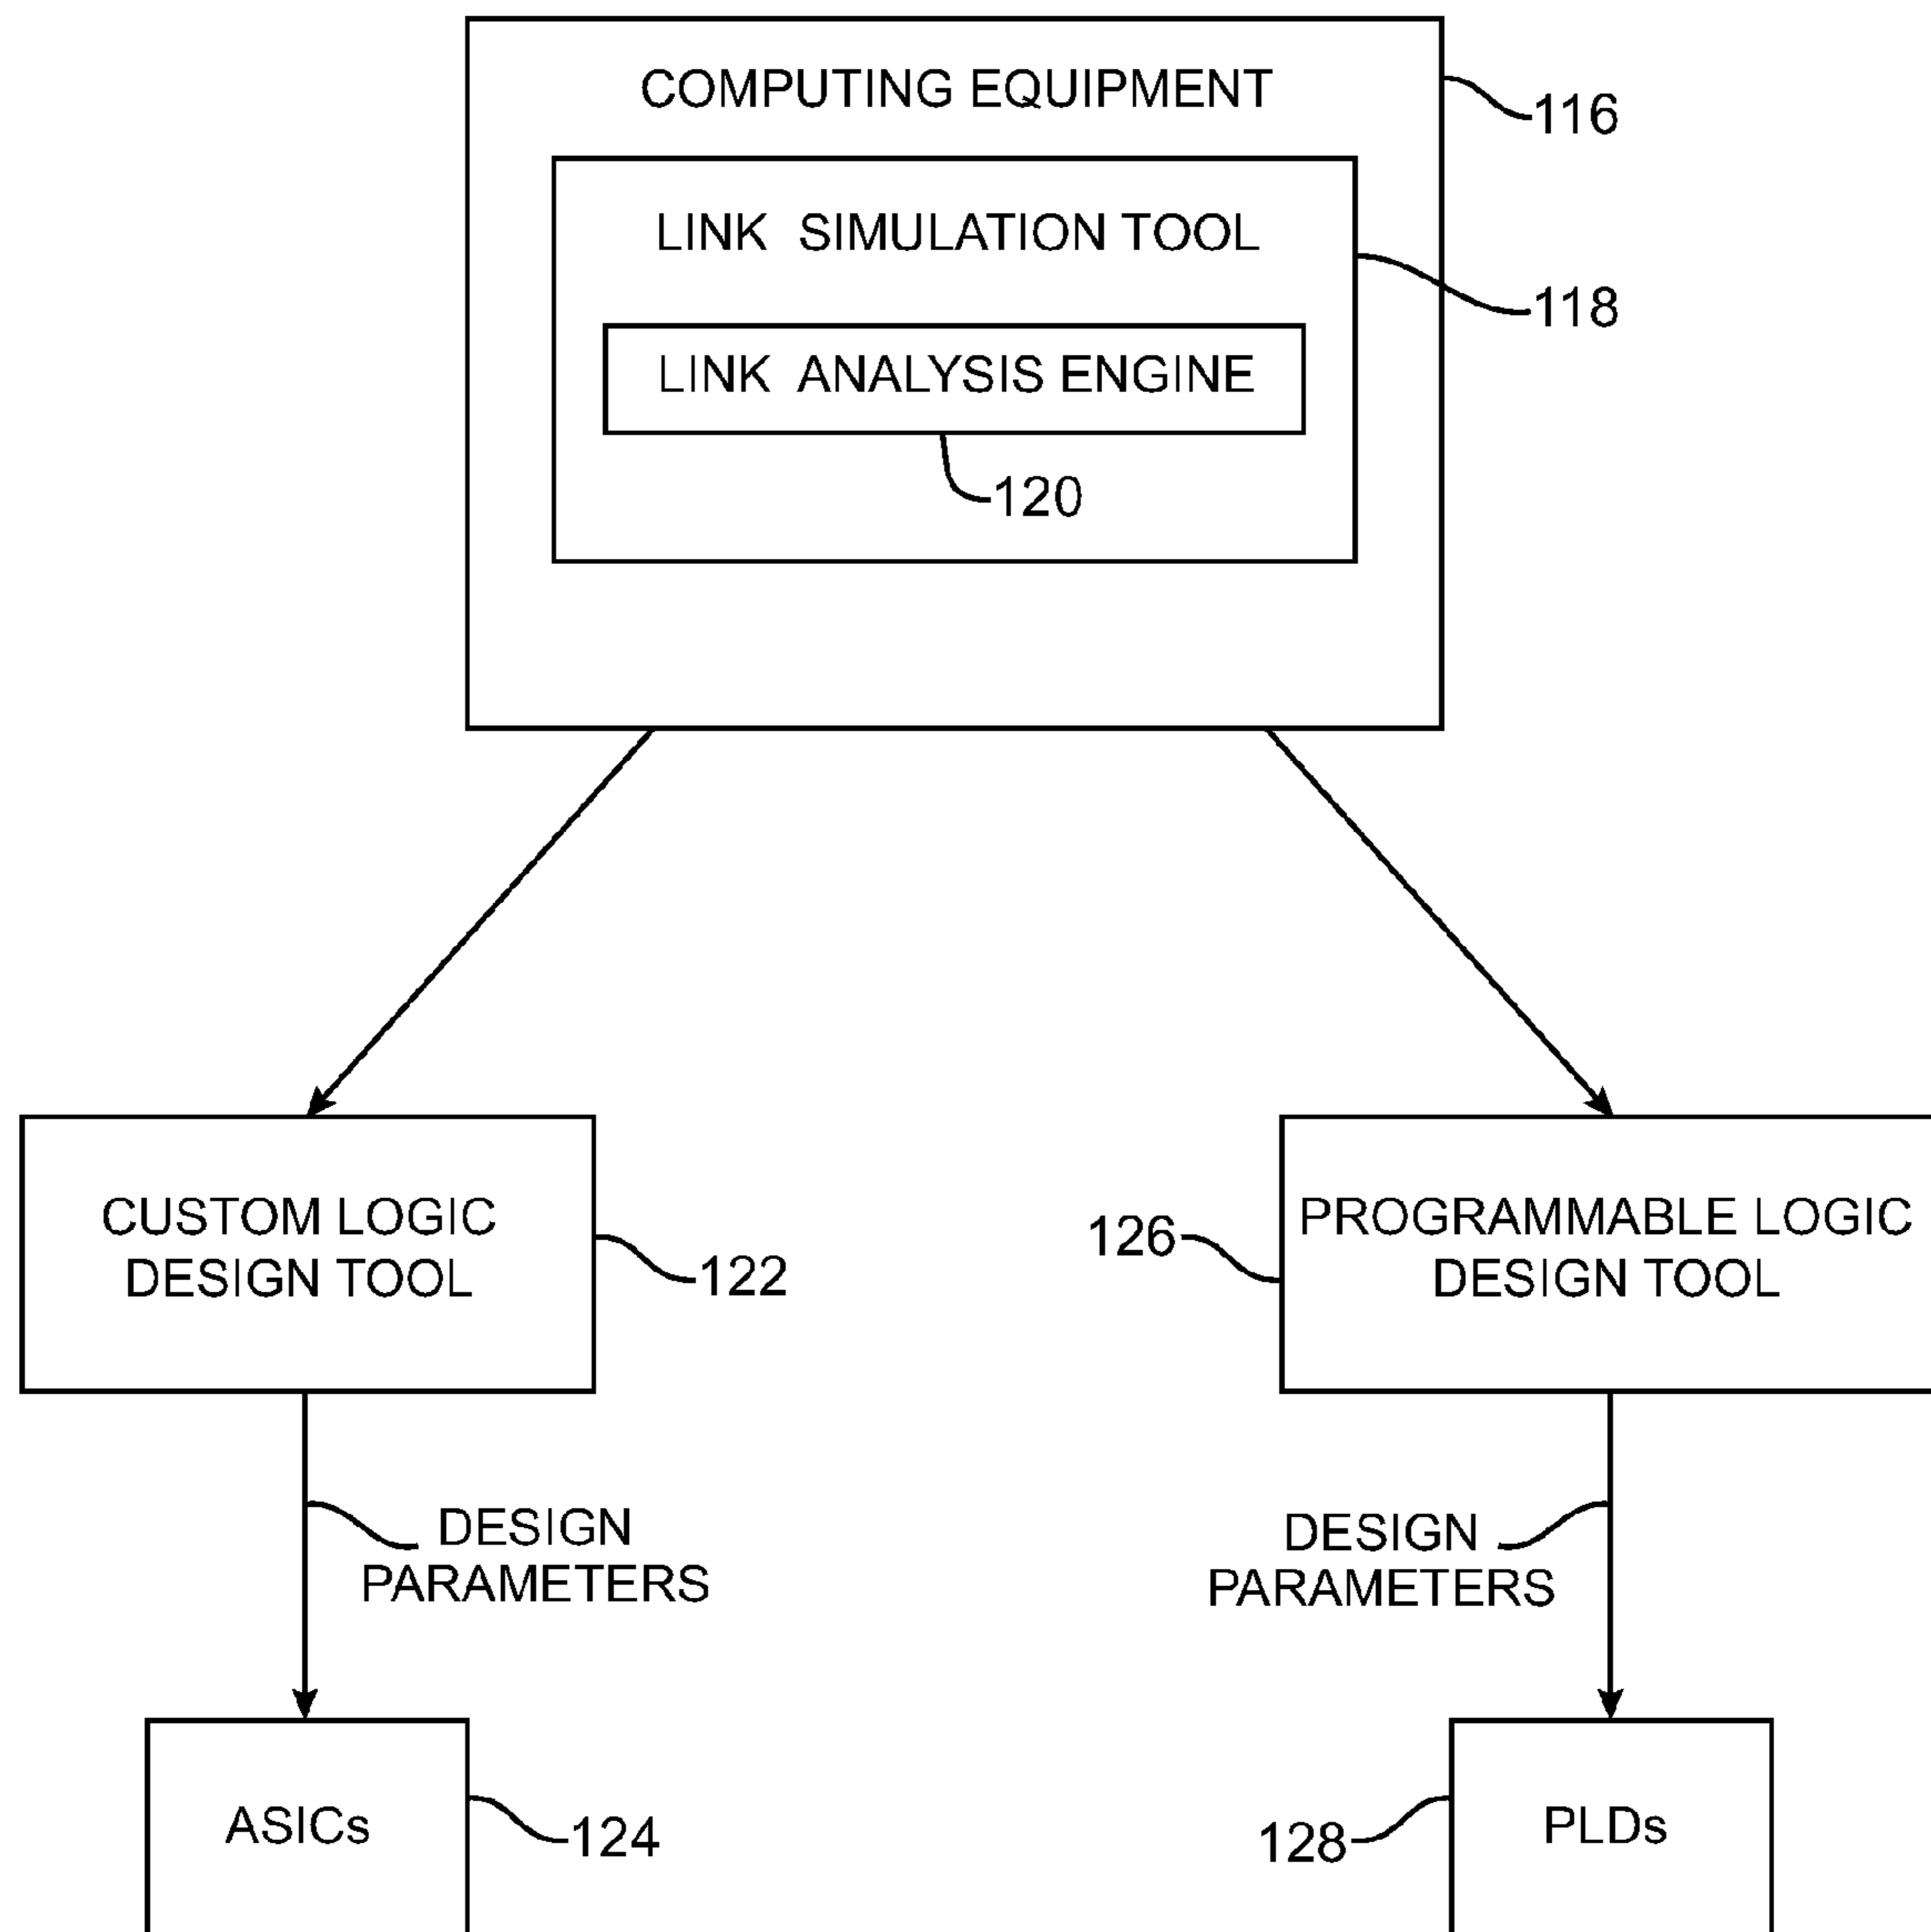 COMPUTING EQUIPMENT
116
LINK SIMULATION TOOL
118
LINK ANALYSIS ENGINE
120
CUSTOM LOGIC
DESIGN TOOL
122
126
PROGRAMMABLE LOGIC
DESIGN TOOL
DESIGN
PARAMETERS
DESIGN
PARAMETERS
ASICs
124
128
PLDs